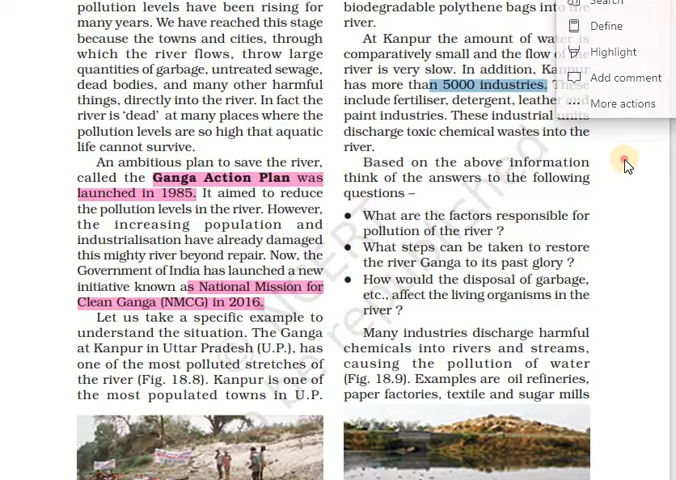 pollution levels have been rising for
many years. We have reached this stage
because the towns and cities, through
which the river flows, throw large
quantities of garbage, untreated sewage,
dead bodies, and many other harmful
things, directly into the river. In fact the
river is 'dead' at many places where the
pollution levels are so high that aquatic
life cannot survive.
An ambitious plan to save the river,
called the Ganga Action Plan was
launched in 1985. It aimed to reduce
the pollution levels in the river. However,
the increasing population and
industrialisation have already damaged
this mighty river beyond repair. Now, the
Government of India has launched a new
initiative known as National Mission for
Clean Ganga (NMCG) in 2016.
Let us take a specific example to
understand the situation. The Ganga
at Kanpur in Uttar Pradesh (U.P.), has
one of the most polluted stretches of
the river (Fig. 18.8). Kanpur is one of
the most populated towns in U.P.
biodegradable polythene bags into the
river.
At Kanpur the amount of water is
comparatively small and the flow of the
river is very slow. In addition, Kanpur
has more than 5000 industries. These
include fertiliser, detergent, leather and
paint industries. These industrial units
discharge toxic chemical wastes into the
river.
Based on the above information
think of the answers to the following
questions –
● What are the factors responsible for
pollution of the river ?
● What steps can be taken to restore
the river Ganga to its past glory ?
● How would the disposal of garbage,
etc., affect the living organisms in the
river ?
Many industries discharge harmful
chemicals into rivers and streams,
causing the pollution of water
(Fig. 18.9). Examples are oil refineries,
paper factories, textile and sugar mills
Search
Define
Highlight
Add comment
More actions
© NCERT
be republished